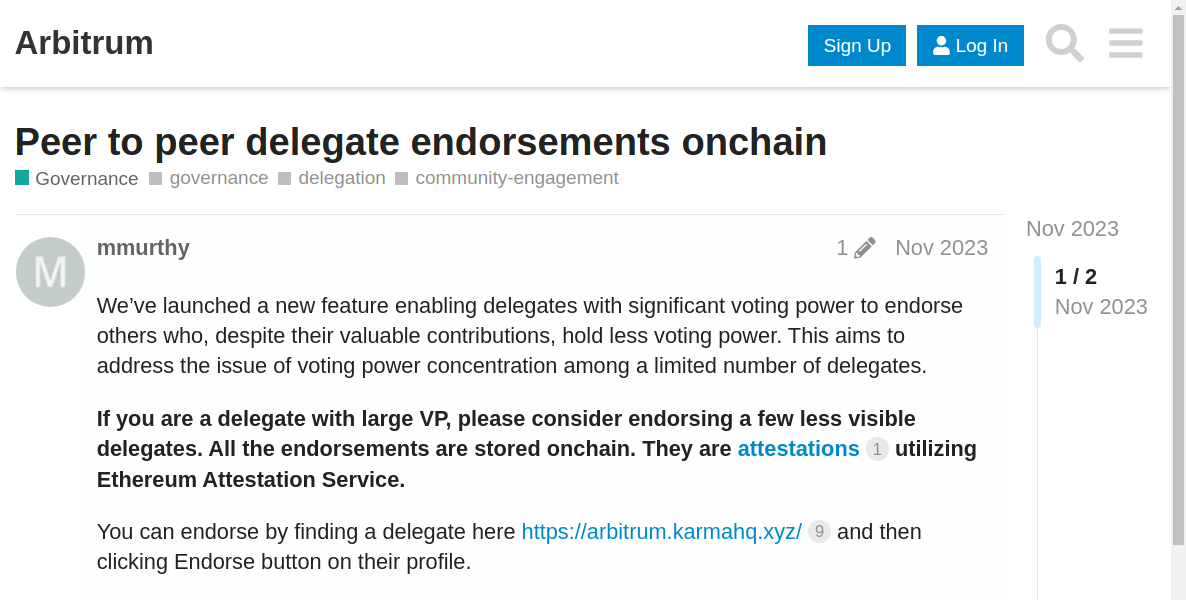 Arbitrum
Sign Up
Log In
Peer to peer delegate endorsements onchain
Governance governance delegation community-engagement
M
mmurthy
1
Nov 2023
We’ve launched a new feature enabling delegates with significant voting power to endorse
others who, despite their valuable contributions, hold less voting power. This aims to
address the issue of voting power concentration among a limited number of delegates.
If you are a delegate with large VP, please consider endorsing a few less visible
delegates. All the endorsements are stored onchain. They are attestations 1 utilizing
Ethereum Attestation Service.
You can endorse by finding a delegate here https://arbitrum.karmahq.xyz/ 9 and then
clicking Endorse button on their profile.
Nov 2023
1 / 2
Nov 2023